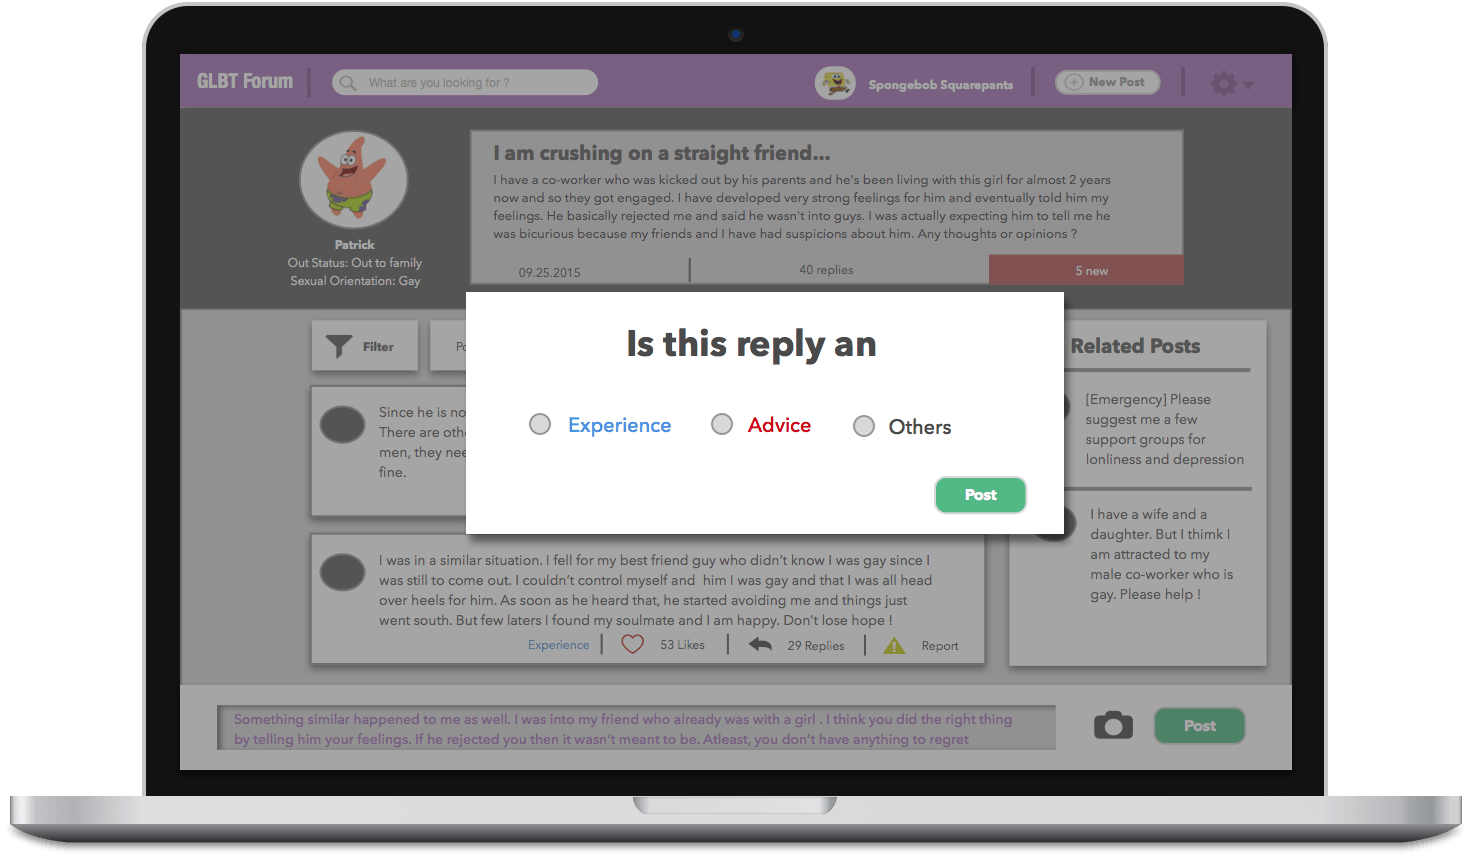 GLBT Forum
What are you looking for ?
Spongebob Squarepants
New Post
Patrick
Out Status: Out to family
Sexual Orientation: Gay
I am crushing on a straight friend...
I have a co-worker who was kicked out by his parents and he's been living with this girl for almost 2 years
now and so they got engaged. I have developed very strong feelings for him and eventually told him my
feelings. He basically rejected me and said he wasn't into guys. I was actually expecting him to tell me he
was bicurious because my friends and I have had suspicions about him. Any thoughts or opinions ?
09.25.2015
40 replies
5 new
Is this reply an
Experience
Advice
Others
Post
Filter
Since he is no
There are othe
men, they nee
fine.
I was in a similar situation. I fell for my best friend guy who didn't know I was gay since I
was still to come out. I couldn't control myself and  him I was gay and that I was all head
over heels for him. As soon as he heard that, he started avoiding me and things just
went south. But few laters I found my soulmate and I am happy. Don't lose hope !
Experience
53 Likes
29 Replies
Report
Related Posts
[Emergency] Please
suggest me a few
support groups for
lonliness and depression
I have a wife and a
daughter. But I thimk I
am attracted to my
male co-worker who is
gay. Please help !
Something similar happened to me as well. I was into my friend who already was with a girl . I think you did the right thing
by telling him your feelings. If he rejected you then it wasn't meant to be. Atleast, you don't have anything to regret
Post